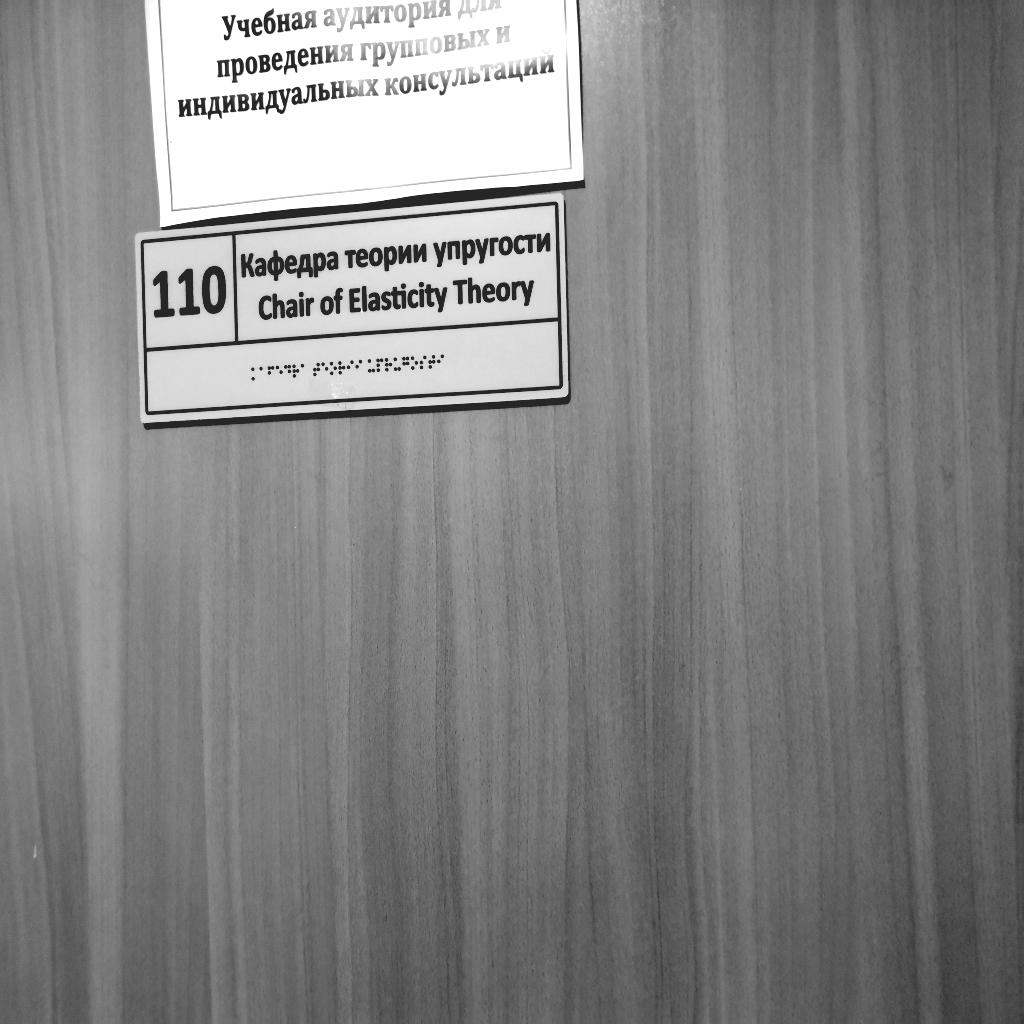 Учебная аудитория для
проведения групповых и
индивидуальных консультаций
110
Кафедра теории упругости
Chair of Elasticity Theory